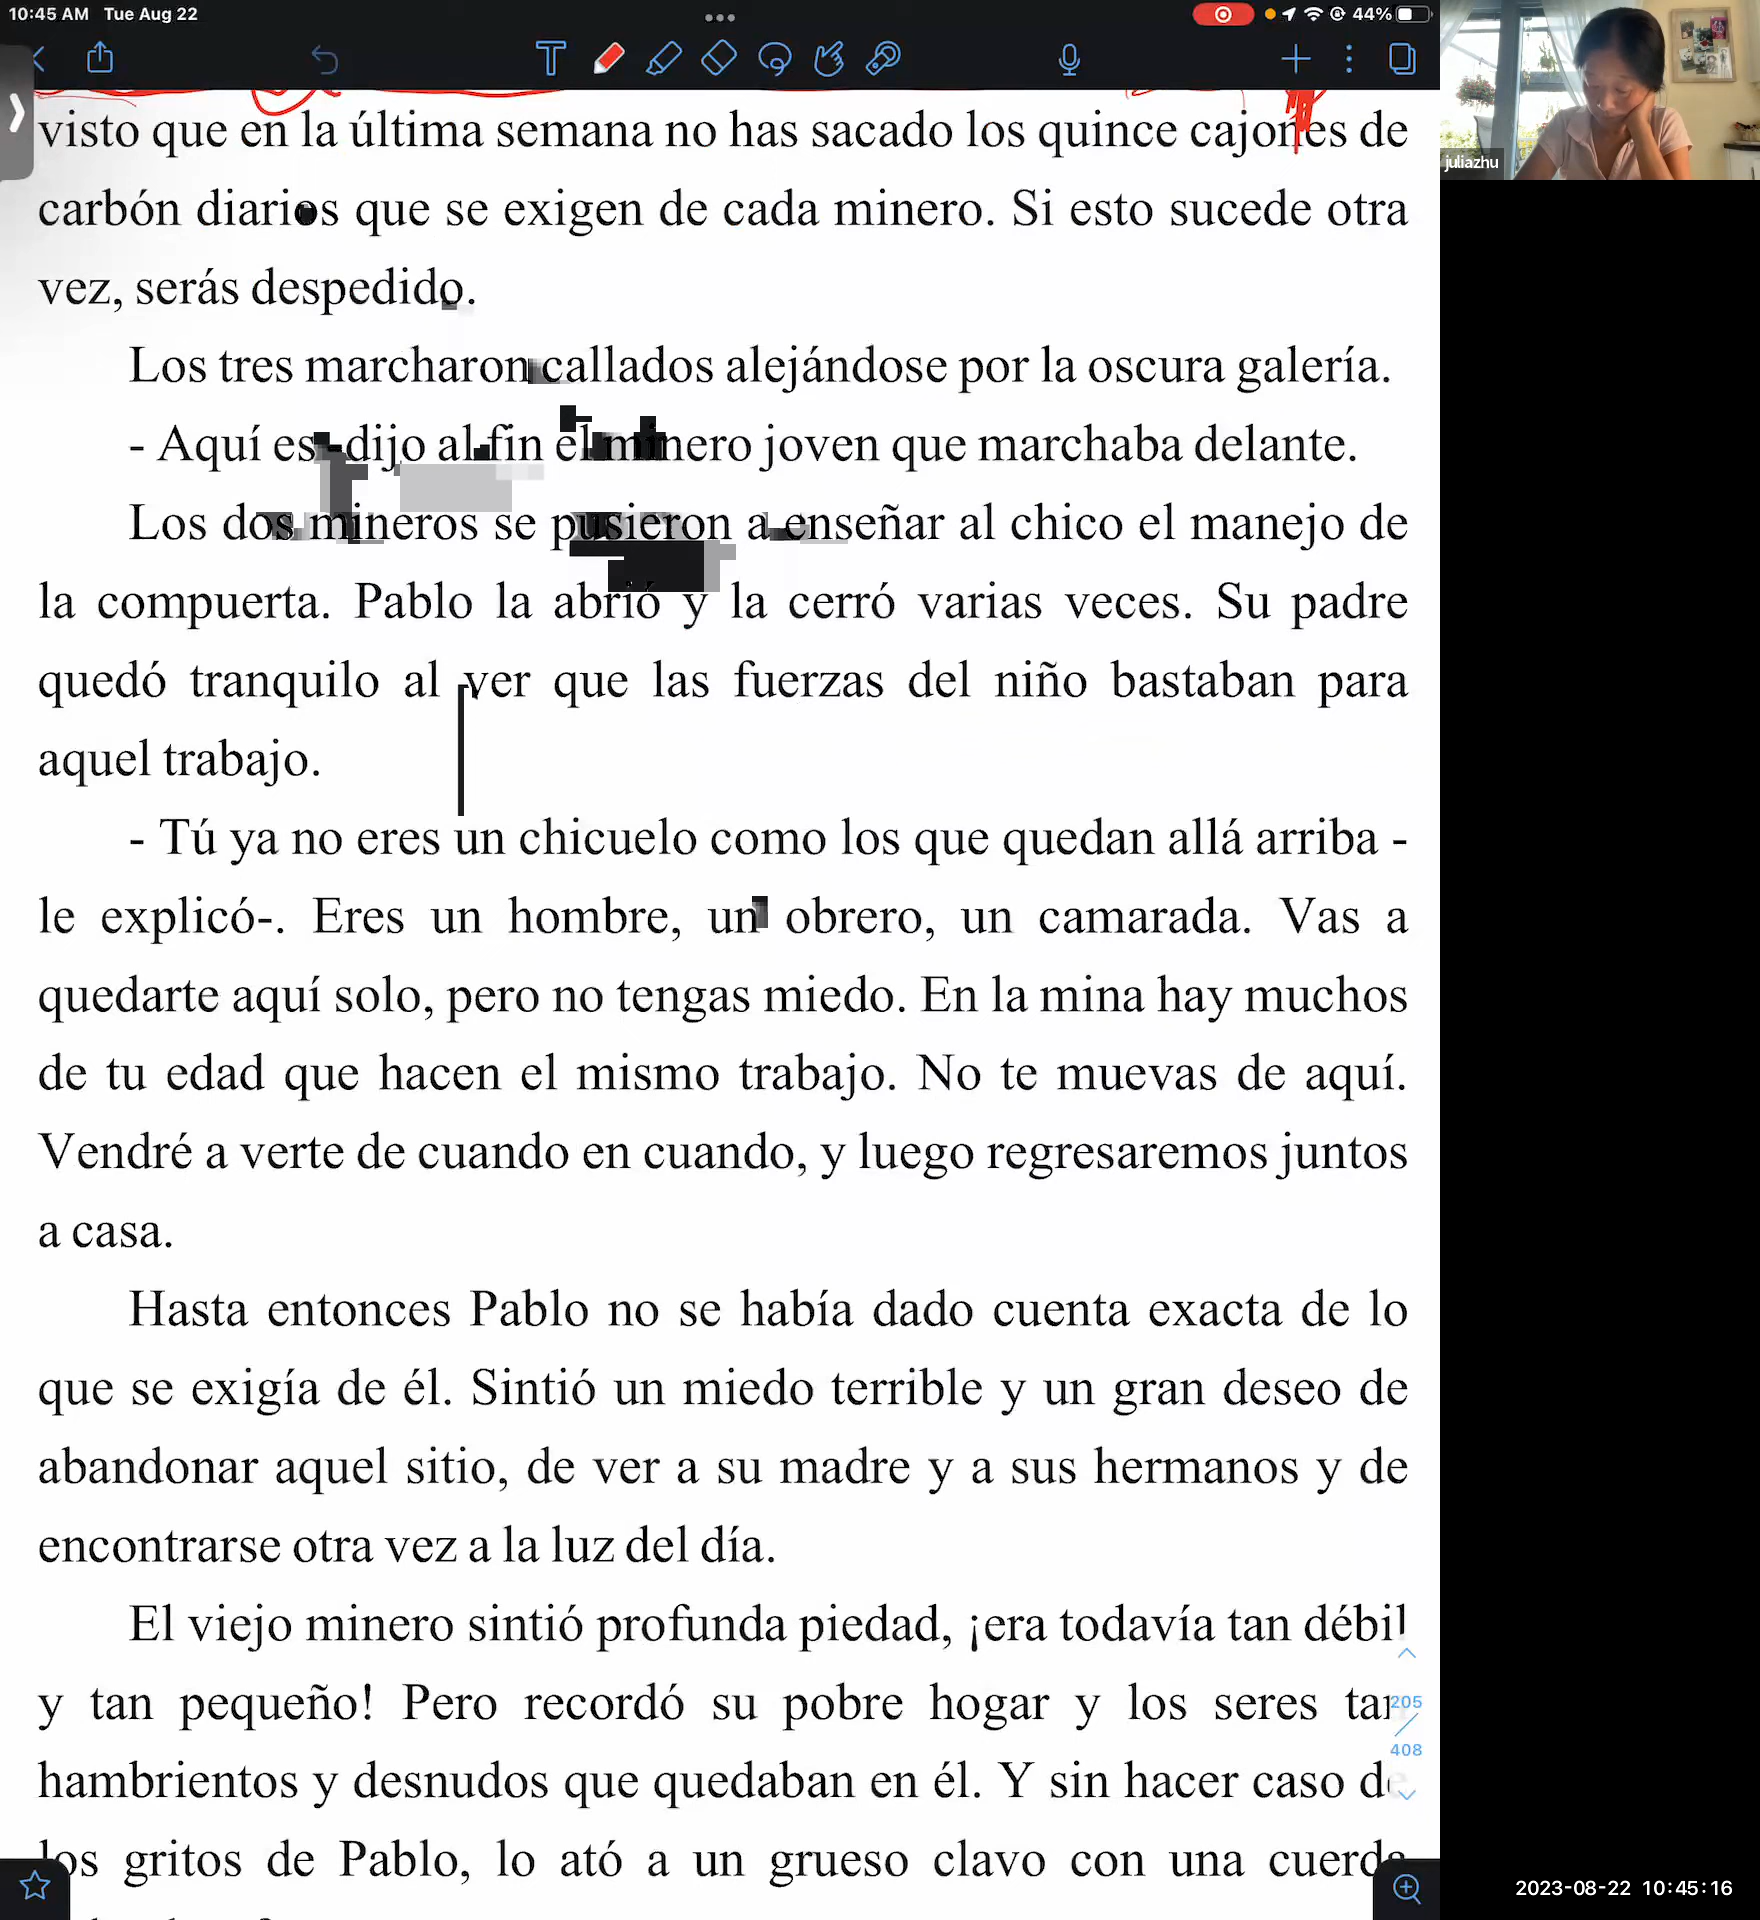 10:45 AM Tue Aug 22
44%
juliazhu
visto que en la última semana no has sacado los quince cajones de
carbón diarios que se exigen de cada minero. Si esto sucede otra
vez, serás despedido.
Los tres marcharon callados alejándose por la oscura galería.
- Aquí es -dijo al fin el minero joven que marchaba delante.
Los dos mineros se pusieron a enseñar al chico el manejo de
la compuerta. Pablo la abrió y la cerró varias veces. Su padre
quedó tranquilo al ver que las fuerzas del niño bastaban para
aquel trabajo.
- Tú ya no eres un chicuelo como los que quedan allá arriba -
le explicó-. Eres un hombre, un obrero, un camarada. Vas a
quedarte aquí solo, pero no tengas miedo. En la mina hay muchos
de tu edad que hacen el mismo trabajo. No te muevas de aquí.
Vendré a verte de cuando en cuando, y luego regresaremos juntos
a casa.
Hasta entonces Pablo no se había dado cuenta exacta de lo
que se exigía de él. Sintió un miedo terrible y un gran deseo de
abandonar aquel sitio, de ver a su madre y a sus hermanos y de
encontrarse otra vez a la luz del día.
El viejo minero sintió profunda piedad, ¡era todavía tan débil
y tan pequeño! Pero recordó su pobre hogar y los seres tan
hambrientos y desnudos que quedaban en él. Y sin hacer caso de
los gritos de Pablo, lo ató a un grueso clavo con una cuerda
205
408
2023-08-22 10:45:16